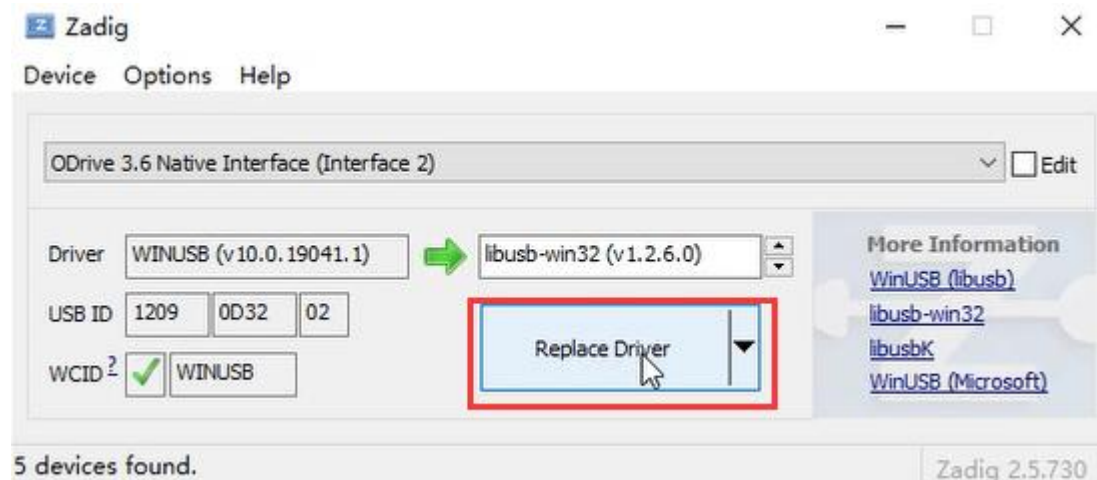 Zadig
Device Options Help
ODrive 3.6 Native Interface (Interface 2)
Edit
Driver WINUSB (v10.0.19041.1) libusb-win32 (v1.2.6.0)
USB ID 1209 0D32 02
WCID ? WINUSB
Replace Driver
More Information
WinUSB (libusb)
libusb-win32
libusbK
WinUSB (Microsoft)
5 devices found.
Zadig 2.5.730